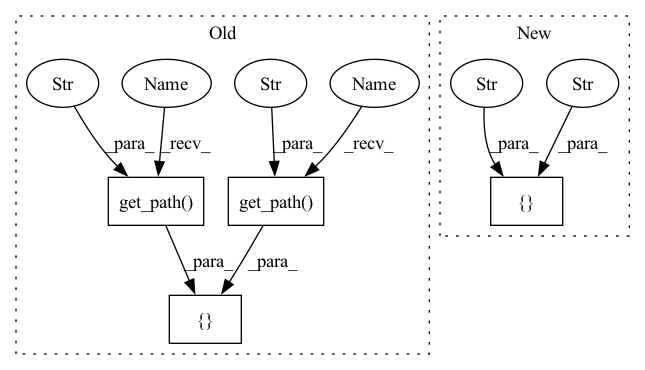 Old
New
Str
Name
Str
Name
Str
Str
_para_
_recv_
_para_
_recv_
_para_
_para_
get_path()
get_path()
{}
_para_
_para_
{}